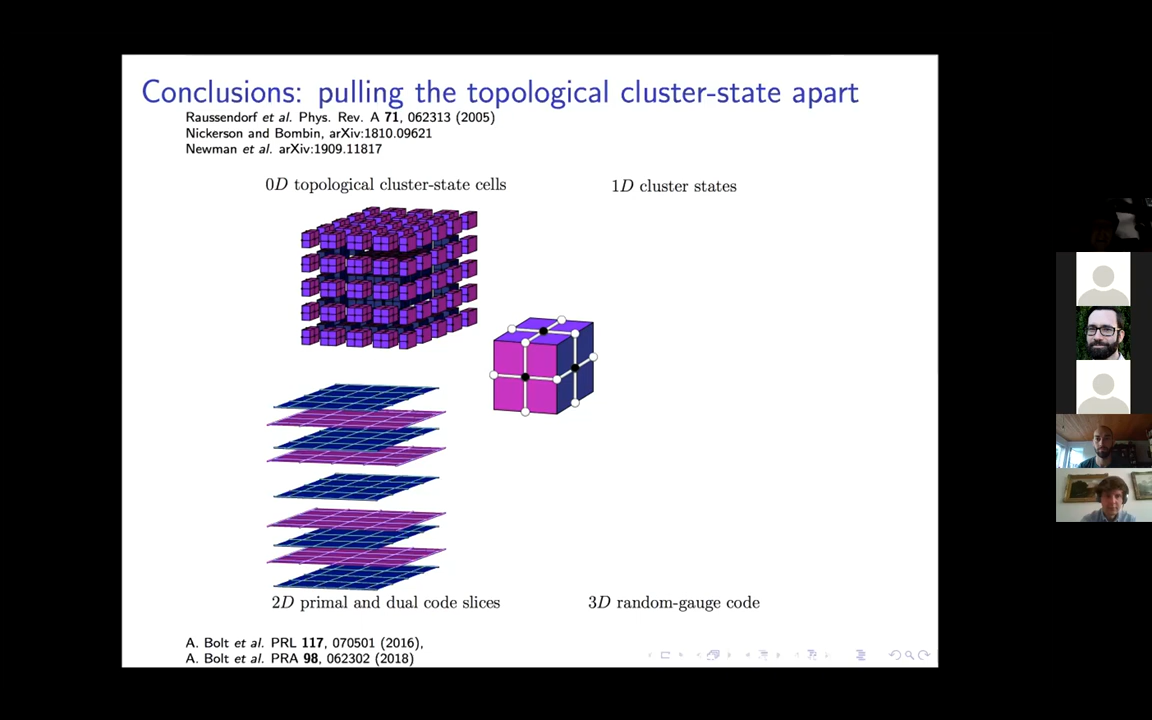 Conclusions: pulling the topological cluster-state apart
Raussendorf et al. Phys. Rev. A 71, 062313 (2005)
Nickerson and Bombin, arXiv:1810.09621
Newman et al. arXiv:1909.11817
0D topological cluster-state cells
1D cluster states
2D primal and dual code slices
3D random-gauge code
A. Bolt et al. PRL 117, 070501 (2016),
A. Bolt et al. PRA 98, 062302 (2018)